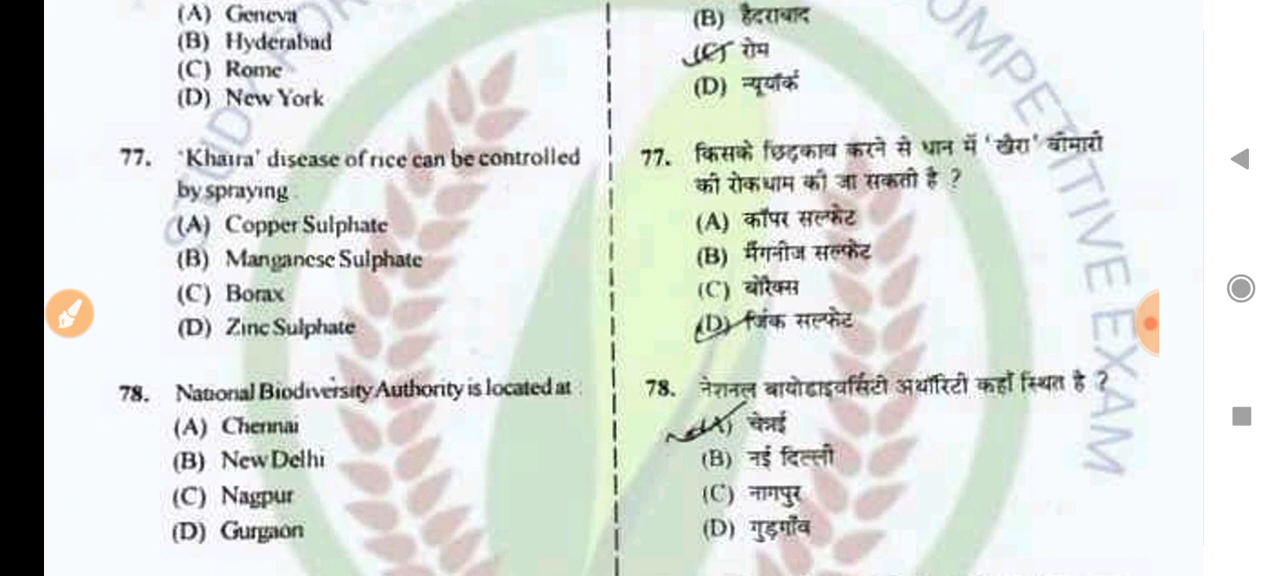 (A) Geneva
(B) Hyderabad
(C) Rome
(D) New York
77. 'Khaira' disease of rice can be controlled
by spraying :
(A) Copper Sulphate
(B) Manganese Sulphate
(C) Borax
(D) Zinc Sulphate
78. National Biodiversity Authority is located at :
(A) Chennai
(B) New Delhi
(C) Nagpur
(D) Gurgaon
(B) हैदराबाद
(C) रोम
(D) न्यूयॉर्क
77. किसके छिड़काव करने से धान में 'खैरा' बीमारी
की रोकथाम की जा सकती है ?
(A) कॉपर सल्फेट
(B) मैंगनीज सल्फेट
(C) बोरैक्स
(D) जिंक सल्फेट
78. नेशनल बायोडाइवर्सिटी अथॉरिटी कहाँ स्थित है ?
(A) चेन्नई
(B) नई दिल्ली
(C) नागपुर
(D) गुड़गाँव
COMPETITIVE EXAM